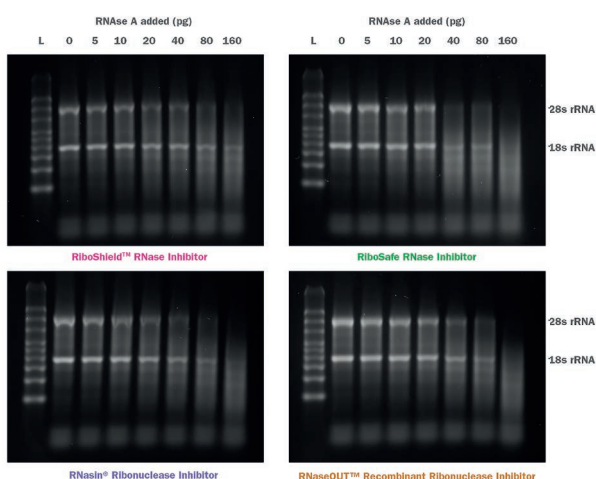 RNAse A added (pg)
L 0 5 10 20 40 80 160
RNAse A added (pg)
L 0 5 10 20 40 80 160
28s rRNA
18s rRNA
RiboShield™ RNase Inhibitor
RiboSafe RNase Inhibitor
28s rRNA
18s rRNA
RNasin® Ribonuclease Inhibitor
RNaseOUT™ Recombinant Ribonuclease Inhibitor